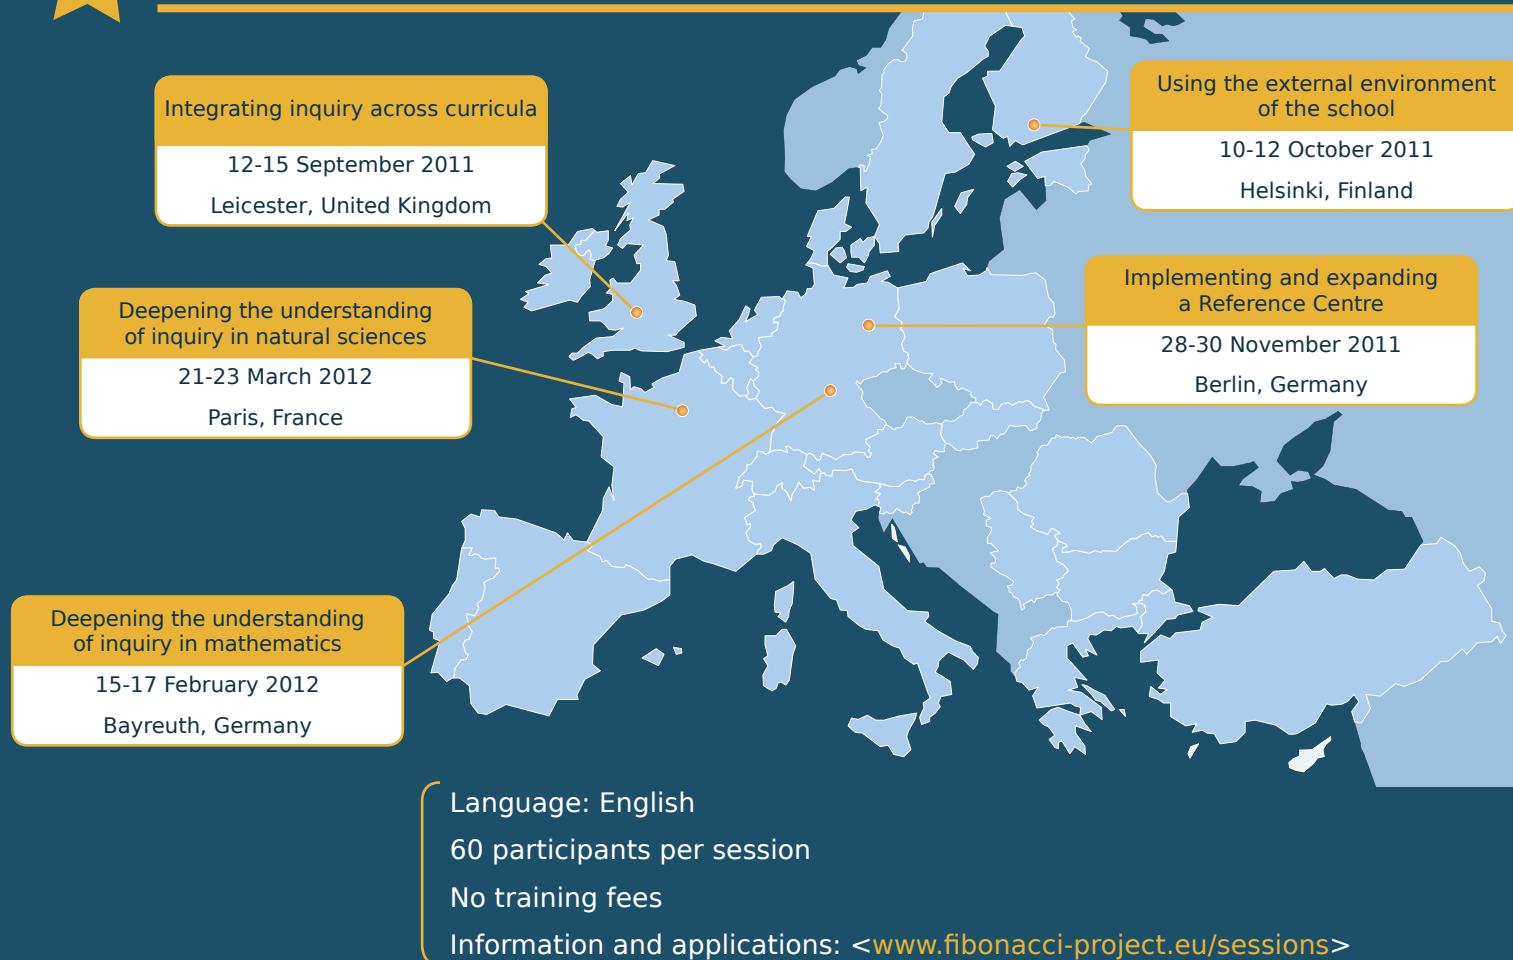 Integrating inquiry across curricula
12-15 September 2011
Leicester, United Kingdom
Using the external environment
of the school
10-12 October 2011
Helsinki, Finland
Deepening the understanding
of inquiry in natural sciences
21-23 March 2012
Paris, France
Implementing and expanding
a Reference Centre
28-30 November 2011
Berlin, Germany
Deepening the understanding
of inquiry in mathematics
15-17 February 2012
Bayreuth, Germany
Language: English
60 participants per session
No training fees
Information and applications: <www.fibonacci-project.eu/sessions>